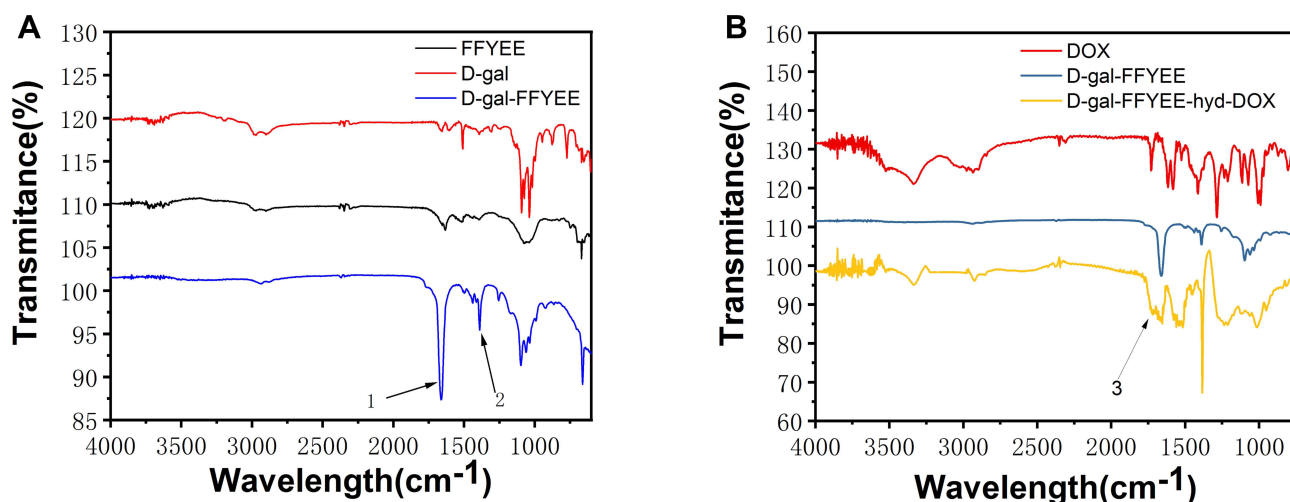 A
130
125
120
115
110
105
100
95
90
85
Transmitance(%)
FFYEE
D-gal
D-gal-FFYEE
1
2
4000 3500 3000 2500 2000 1500 1000
Wavelength(cm-1)
B
160
150
140
130
120
110
100
90
80
70
60
Transmitance(%)
DOX
D-gal-FFYEE
D-gal-FFYEE-hyd-DOX
3
4000 3500 3000 2500 2000 1500 1000
Wavelength(cm-1)